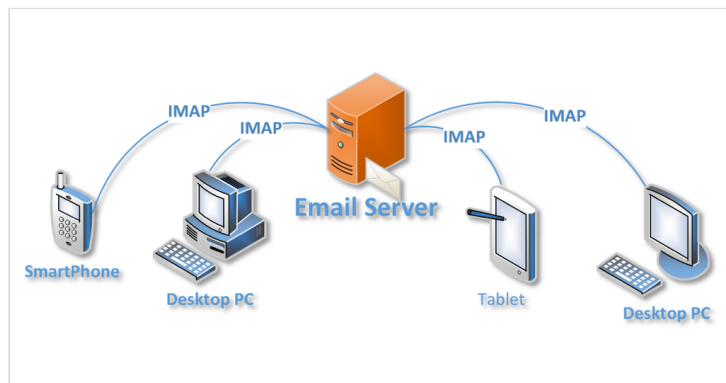 IMAP
IMAP
IMAP
IMAP
Email Server
SmartPhone
Desktop PC
Tablet
Desktop PC